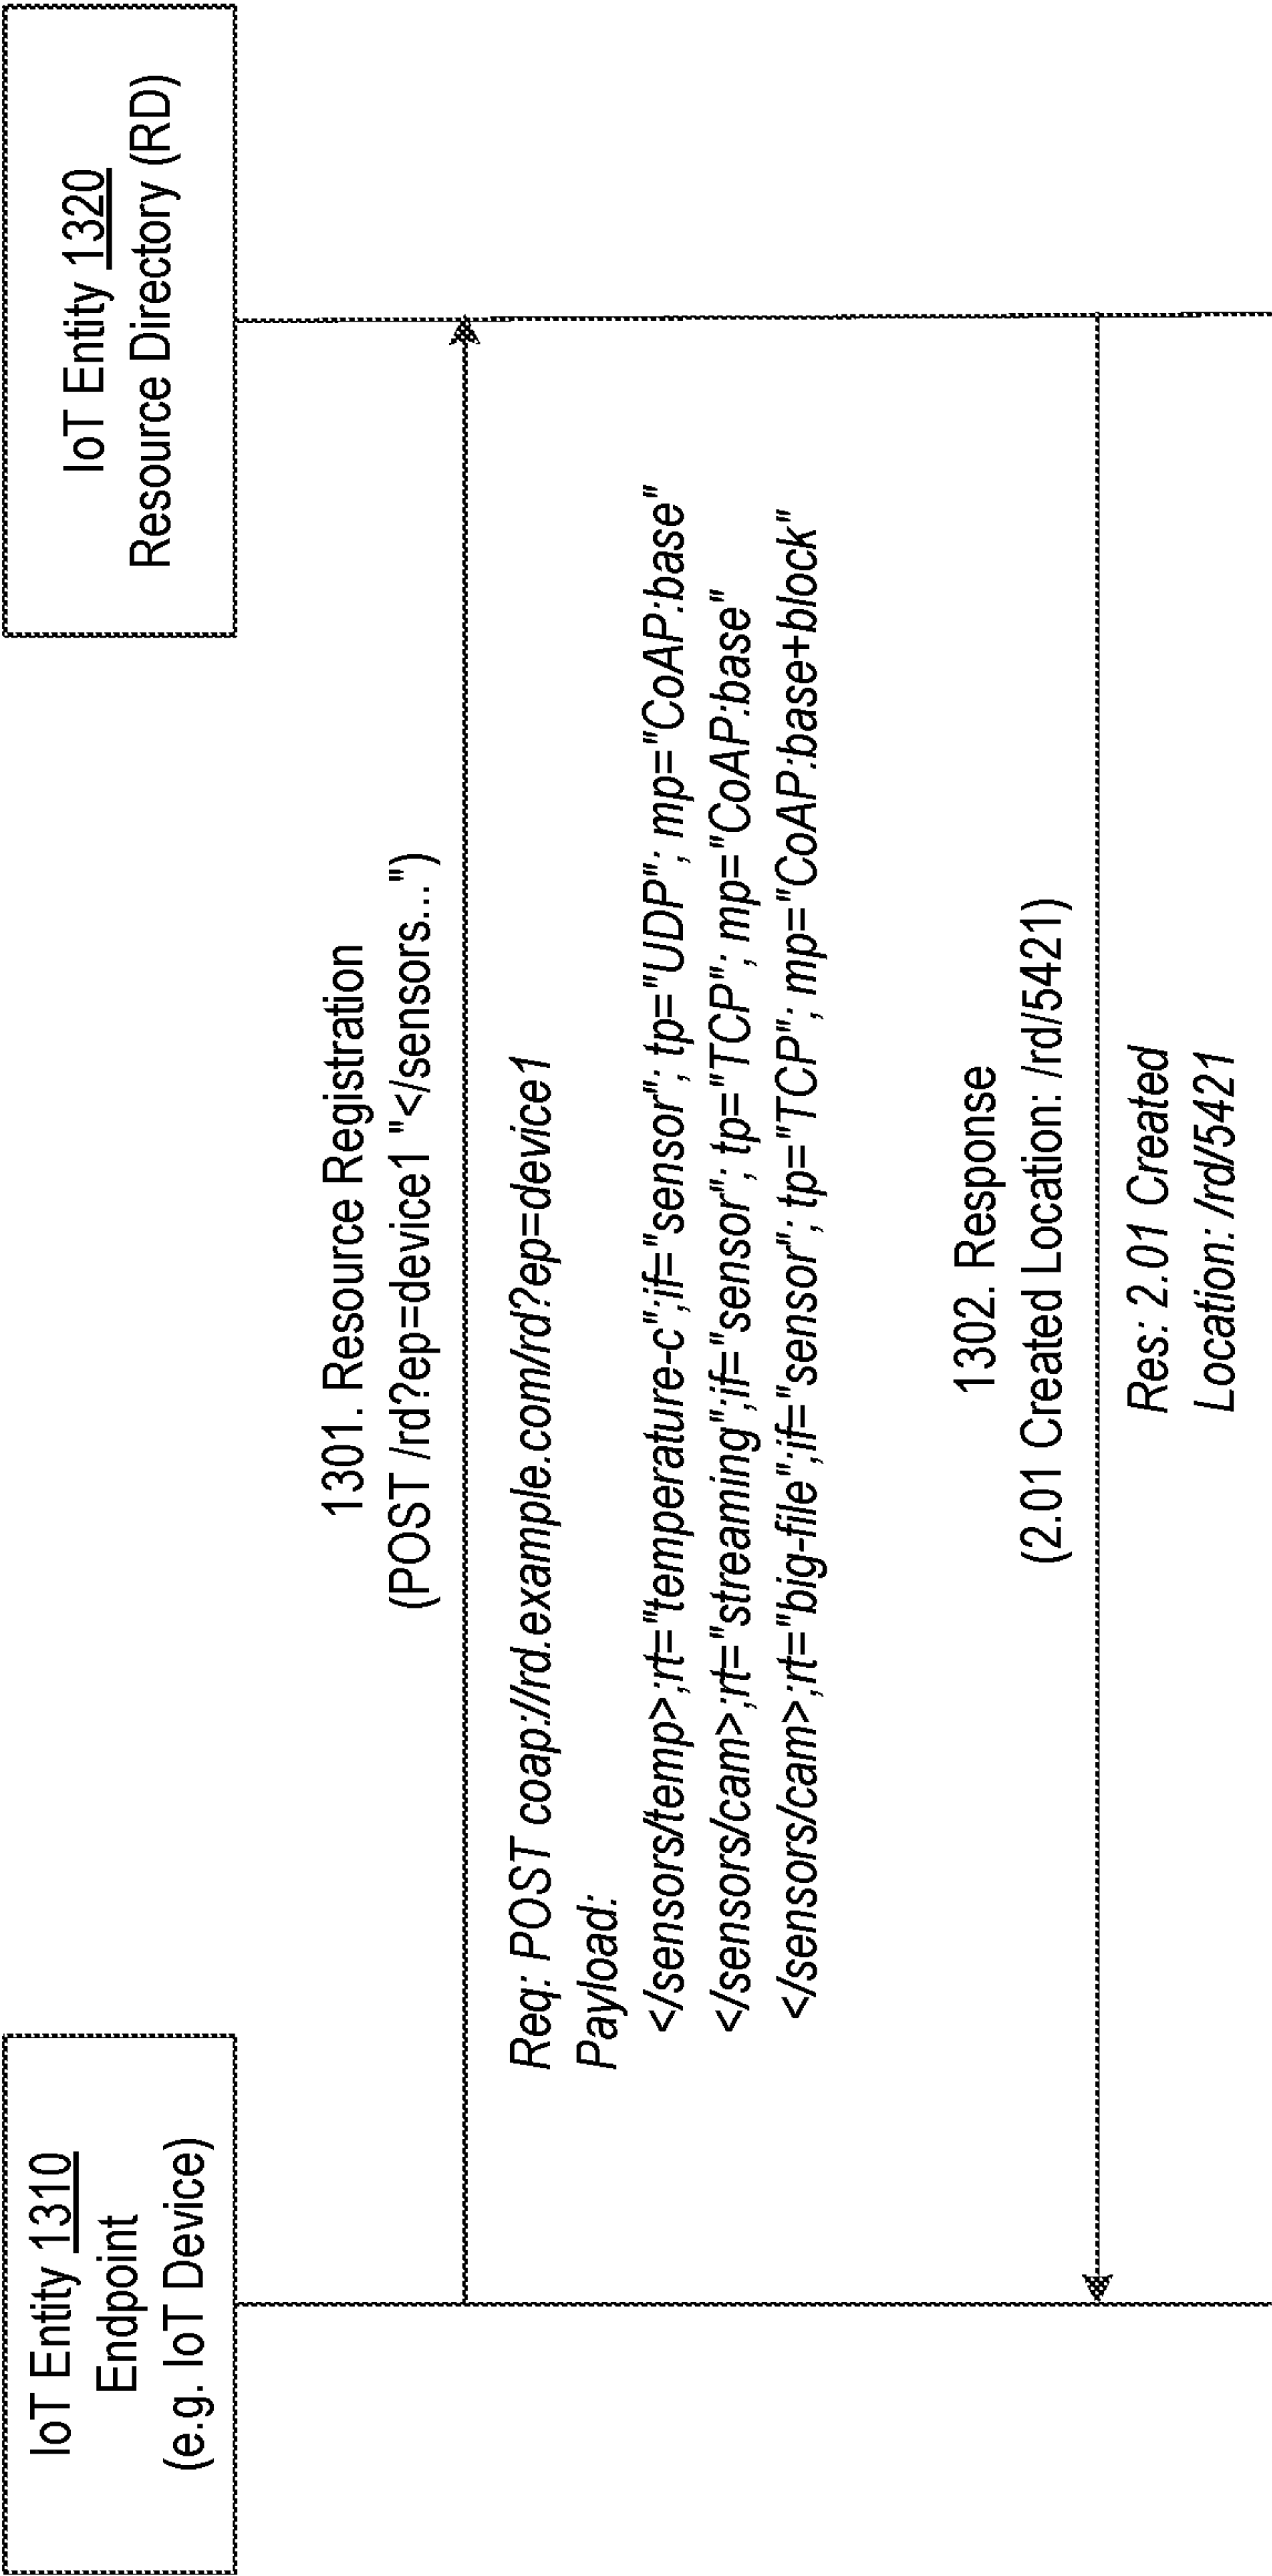 IoT Entity 1310
Endpoint
(e.g. IoT Device)
IoT Entity 1320
Resource Directory (RD)
1301. Resource Registration
(POST /rd?ep=device1 "</sensors...")
Req: POST coap://rd.example.com/rd?ep=device1
Payload:
</sensors/temp>;rt="temperature-c";if="sensor"; tp="UDP"; mp="CoAP:base"
</sensors/cam>;rt="streaming";if="sensor"; tp="TCP"; mp="CoAP:base"
</sensors/cam>;rt="big-file";if="sensor"; tp="TCP"; mp="CoAP:base+block"
1302. Response
(2.01 Created Location: /rd/5421)
Res: 2.01 Created
Location: /rd/5421